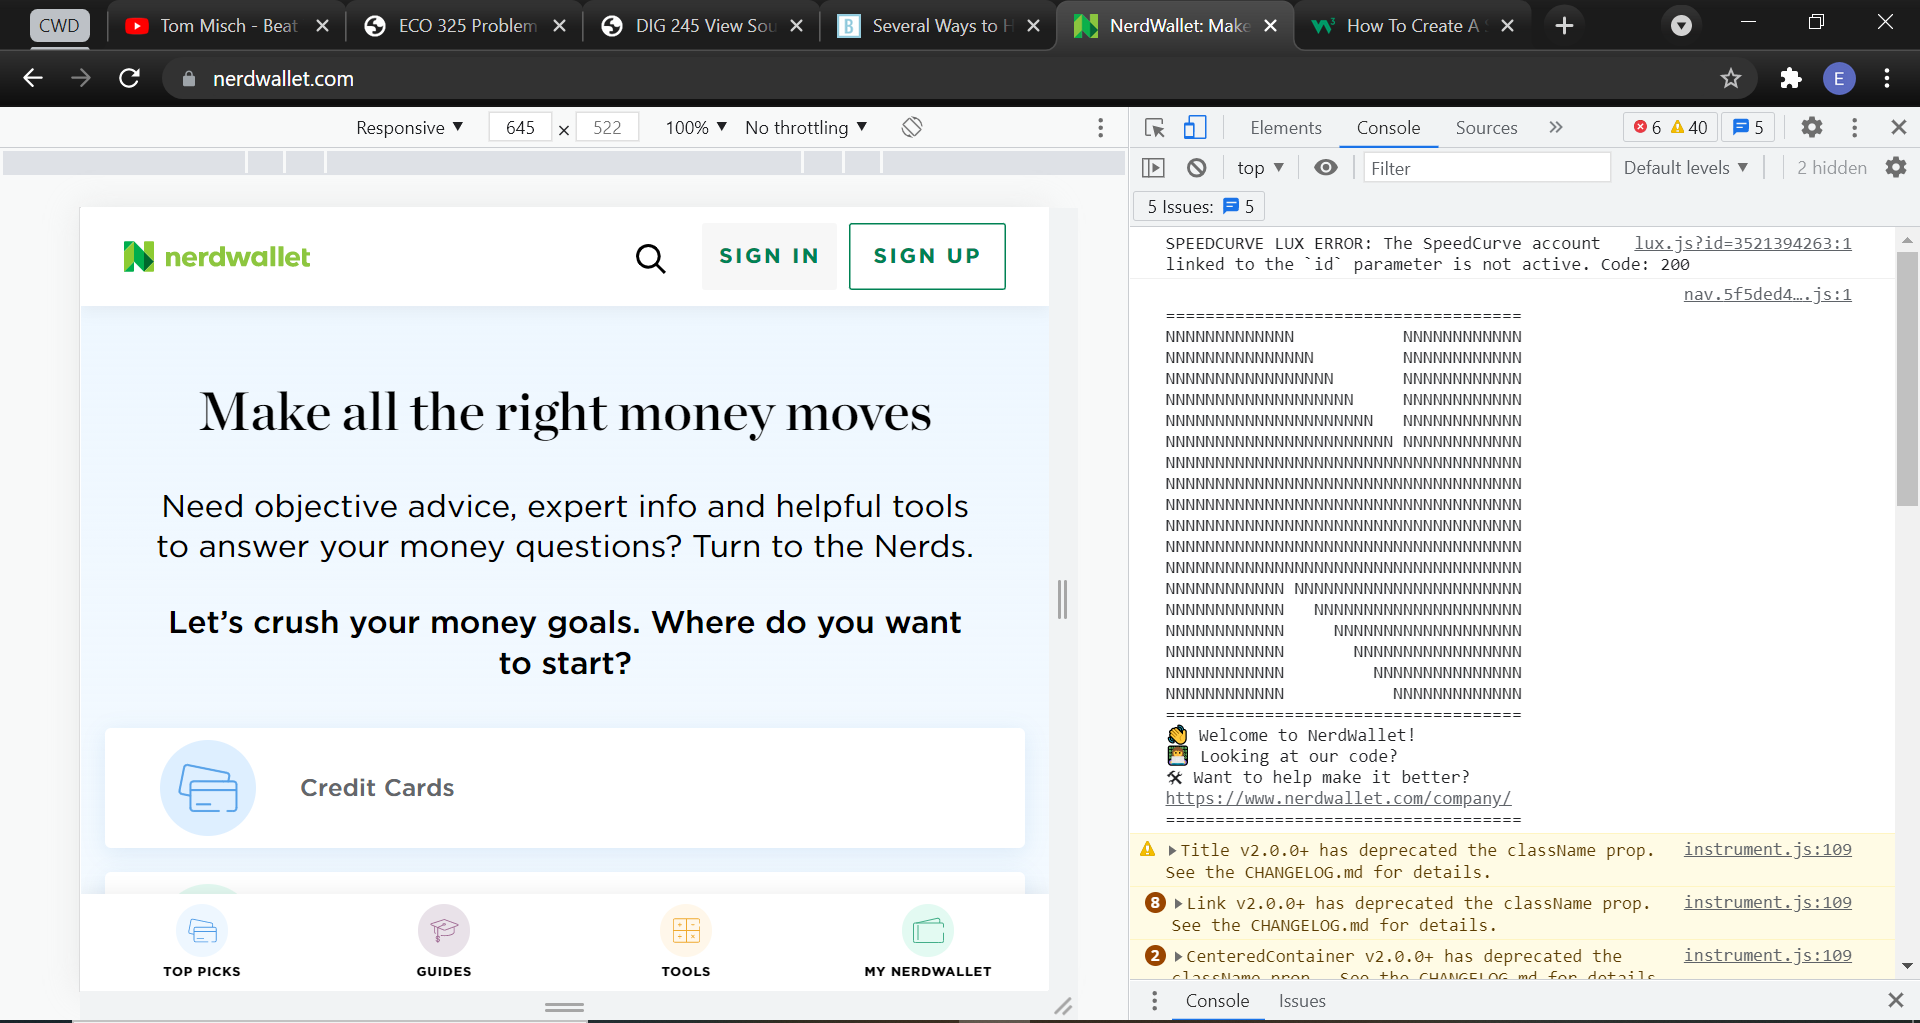 CWD
Tom Misch - Beat
ECO 325 Problem
DIG 245 View Sou
Several Ways to H
NerdWallet: Make
How To Create A S
nerdwallet.com
E
Responsive ▼ 645 × 522 100% ▼ No throttling ▼
Elements Console Sources » 6 40 5
top ▼ Filter Default levels ▼ 2 hidden
5 Issues: 5
nerdwallet
SIGN IN
SIGN UP
Make all the right money moves
Need objective advice, expert info and helpful tools
to answer your money questions? Turn to the Nerds.
Let’s crush your money goals. Where do you want
to start?
Credit Cards
TOP PICKS
GUIDES
TOOLS
MY NERDWALLET
SPEEDCURVE LUX ERROR: The SpeedCurve account lux.js?id=3521394263:1
linked to the `id` parameter is not active. Code: 200
nav.5f5ded4….js:1
====================================
NNNNNNNNNNNNN           NNNNNNNNNNNN
NNNNNNNNNNNNNNN         NNNNNNNNNNNN
NNNNNNNNNNNNNNNNN       NNNNNNNNNNNN
NNNNNNNNNNNNNNNNNNN     NNNNNNNNNNNN
NNNNNNNNNNNNNNNNNNNNN   NNNNNNNNNNNN
NNNNNNNNNNNNNNNNNNNNNNN NNNNNNNNNNNN
NNNNNNNNNNNNNNNNNNNNNNNNNNNNNNNNNNNN
NNNNNNNNNNNNNNNNNNNNNNNNNNNNNNNNNNNN
NNNNNNNNNNNNNNNNNNNNNNNNNNNNNNNNNNNN
NNNNNNNNNNNNNNNNNNNNNNNNNNNNNNNNNNNN
NNNNNNNNNNNNNNNNNNNNNNNNNNNNNNNNNNNN
NNNNNNNNNNNNNNNNNNNNNNNNNNNNNNNNNNNN
NNNNNNNNNNNN NNNNNNNNNNNNNNNNNNNNNNN
NNNNNNNNNNNN   NNNNNNNNNNNNNNNNNNNNN
NNNNNNNNNNNN     NNNNNNNNNNNNNNNNNNN
NNNNNNNNNNNN       NNNNNNNNNNNNNNNNN
NNNNNNNNNNNN         NNNNNNNNNNNNNNN
NNNNNNNNNNNN           NNNNNNNNNNNNN
====================================
👋 Welcome to NerdWallet!
👨‍💻 Looking at our code?
🛠 Want to help make it better?
https://www.nerdwallet.com/company/
====================================
▶Title v2.0.0+ has deprecated the className prop. instrument.js:109
See the CHANGELOG.md for details.
8 ▶Link v2.0.0+ has deprecated the className prop. instrument.js:109
See the CHANGELOG.md for details.
2 ▶CenteredContainer v2.0.0+ has deprecated the instrument.js:109
className prop. See the CHANGELOG.md for details
Console Issues